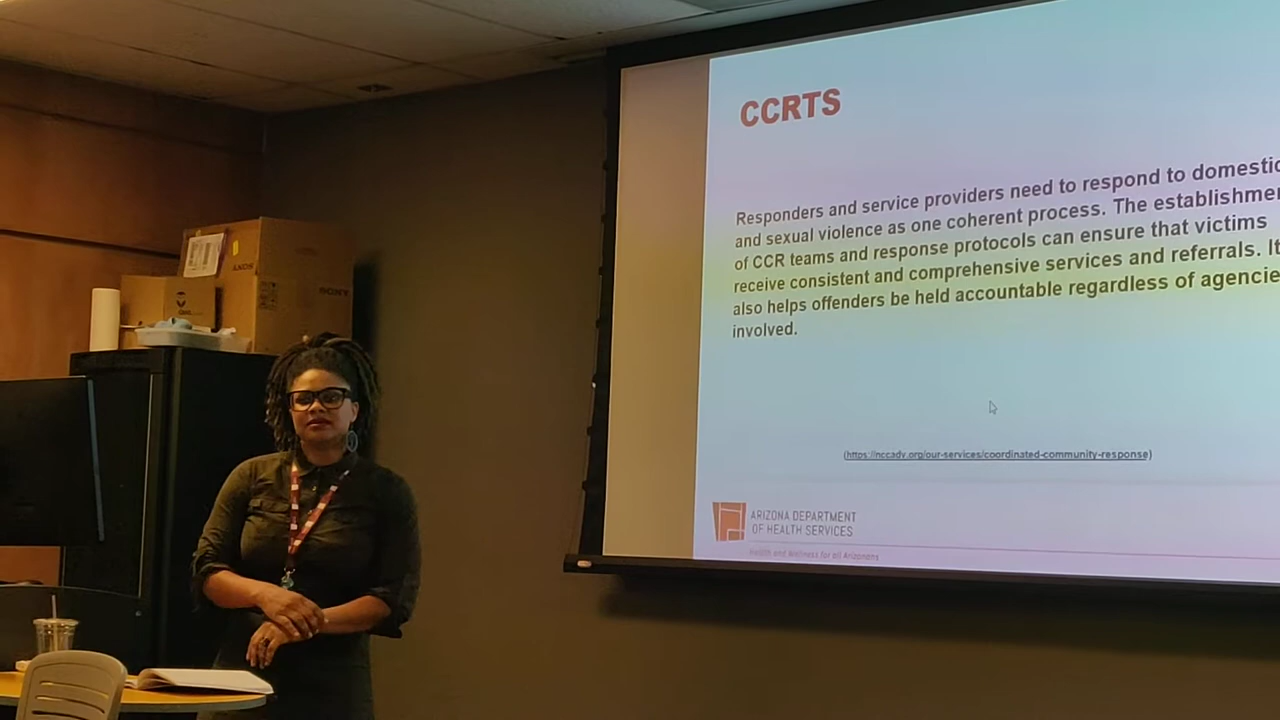 CCRTS
Responders and service providers need to respond to domestic
and sexual violence as one coherent process. The establishmen
of CCR teams and response protocols can ensure that victims
receive consistent and comprehensive services and referrals. It
also helps offenders be held accountable regardless of agencie
involved.
(https://nccadv.org/our-services/coordinated-community-response)
ARIZONA DEPARTMENT
OF HEALTH SERVICES
Health and Wellness for all Arizonans
SONY
SONY